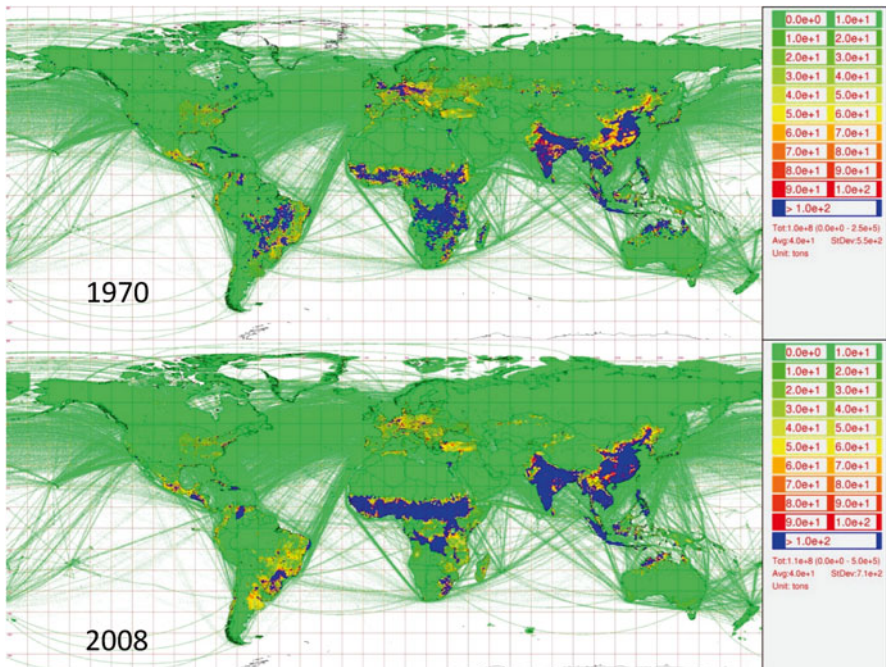 0.0e+0 1.0e+1
1.0e+1 2.0e+1
2.0e+1 3.0e+1
3.0e+1 4.0e+1
4.0e+1 5.0e+1
5.0e+1 6.0e+1
6.0e+1 7.0e+1
7.0e+1 8.0e+1
8.0e+1 9.0e+1
9.0e+1 1.0e+2
> 1.0e+2
Tot:1.0e+8 (0.0e+0 - 2.5e+5)
Avg:4.0e+1 StDev:5.5e+2
Unit: tons
1970
0.0e+0 1.0e+1
1.0e+1 2.0e+1
2.0e+1 3.0e+1
3.0e+1 4.0e+1
4.0e+1 5.0e+1
5.0e+1 6.0e+1
6.0e+1 7.0e+1
7.0e+1 8.0e+1
8.0e+1 9.0e+1
9.0e+1 1.0e+2
> 1.0e+2
Tot:1.1e+8 (0.0e+0 - 5.0e+5)
Avg:4.0e+1 StDev:7.1e+2
Unit: tons
2008